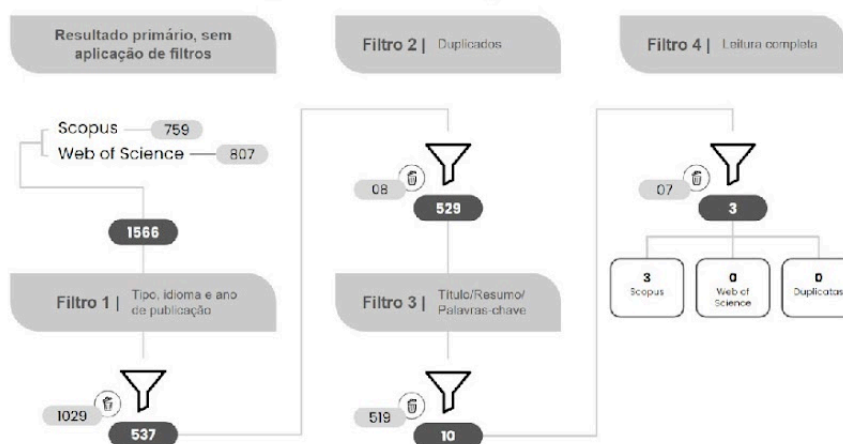 Resultado primário, sem
aplicação de filtros
Scopus 759
Web of Science 807
1566
Filtro 1 | Tipo, idioma e ano
de publicação
1029
537
Filtro 2 | Duplicados
08
529
Filtro 3 | Título/Resumo/
Palavras-chave
519
10
Filtro 4 | Leitura completa
07
3
3
Scopus
0
Web of
Science
0
Duplicatas